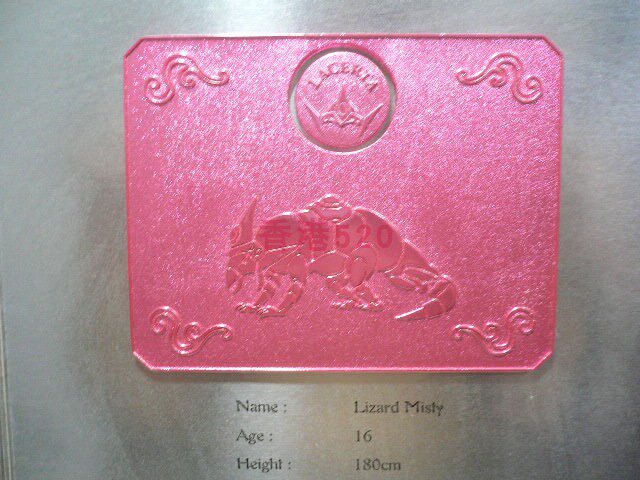 LACERTA
香港520
Name : Lizard Misty
Age : 16
Height : 180cm